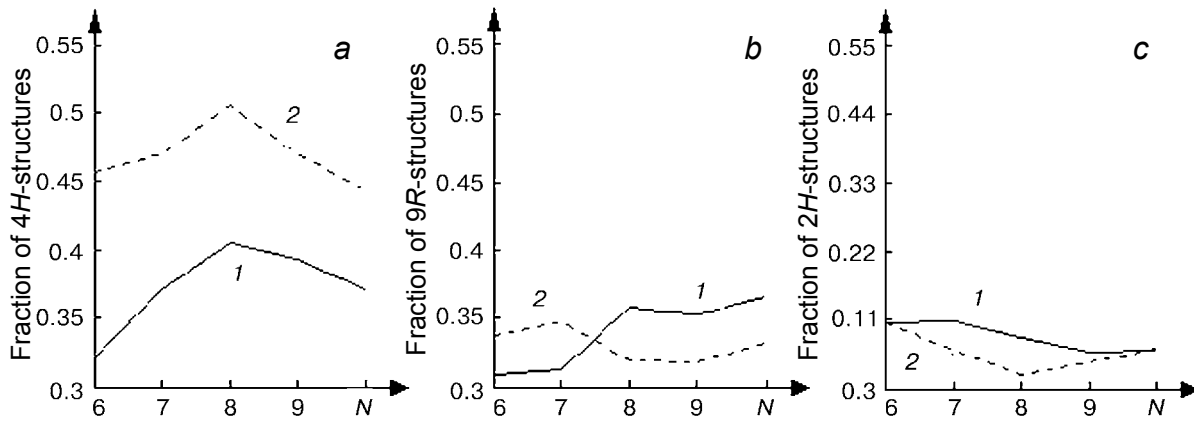 Fraction of 4H-structures
a
0.55
0.5
0.45
0.4
0.35
0.3
2
1
6 7 8 9 N
Fraction of 9R-structures
b
0.55
0.5
0.45
0.4
0.35
0.3
2
1
6 7 8 9 N
Fraction of 2H-structures
c
0.55
0.44
0.33
0.22
0.11
0.3
1
2
6 7 8 9 N